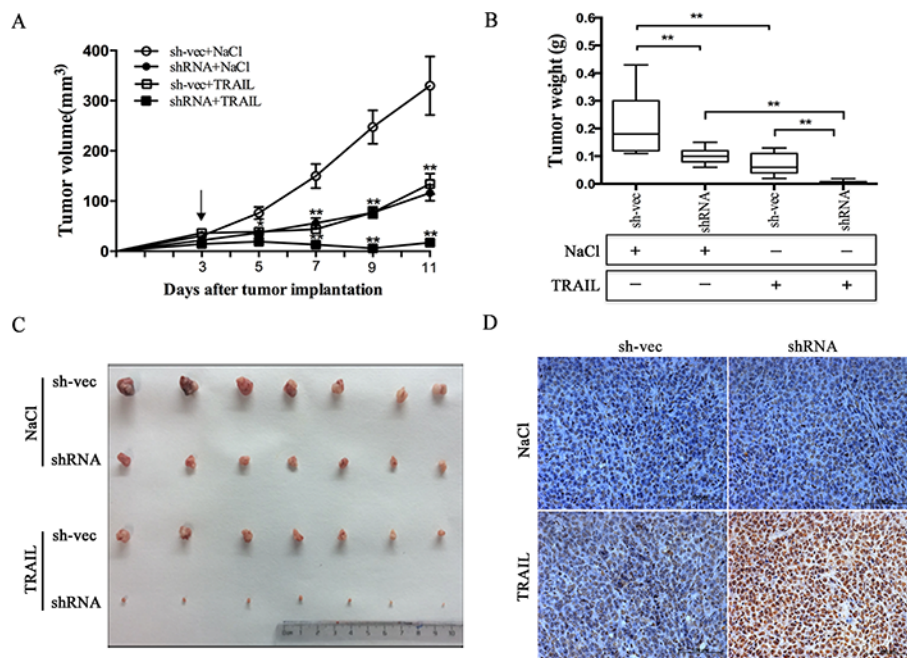 A
sh-vec+NaCl
shRNA+NaCl
sh-vec+TRAIL
shRNA+TRAIL
Tumor volume(mm³)
400
300
200
100
0
*
**
**
**
**
**
**
3
5
7
9
11
Days after tumor implantation
B
Tumor weight (g)
0.6
0.5
0.4
0.3
0.2
0.1
0.0
**
**
**
**
sh-vec
shRNA
sh-vec
shRNA
NaCl + + − −
TRAIL − − + +
C
NaCl
sh-vec
shRNA
TRAIL
sh-vec
shRNA
D
sh-vec
shRNA
NaCl
TRAIL